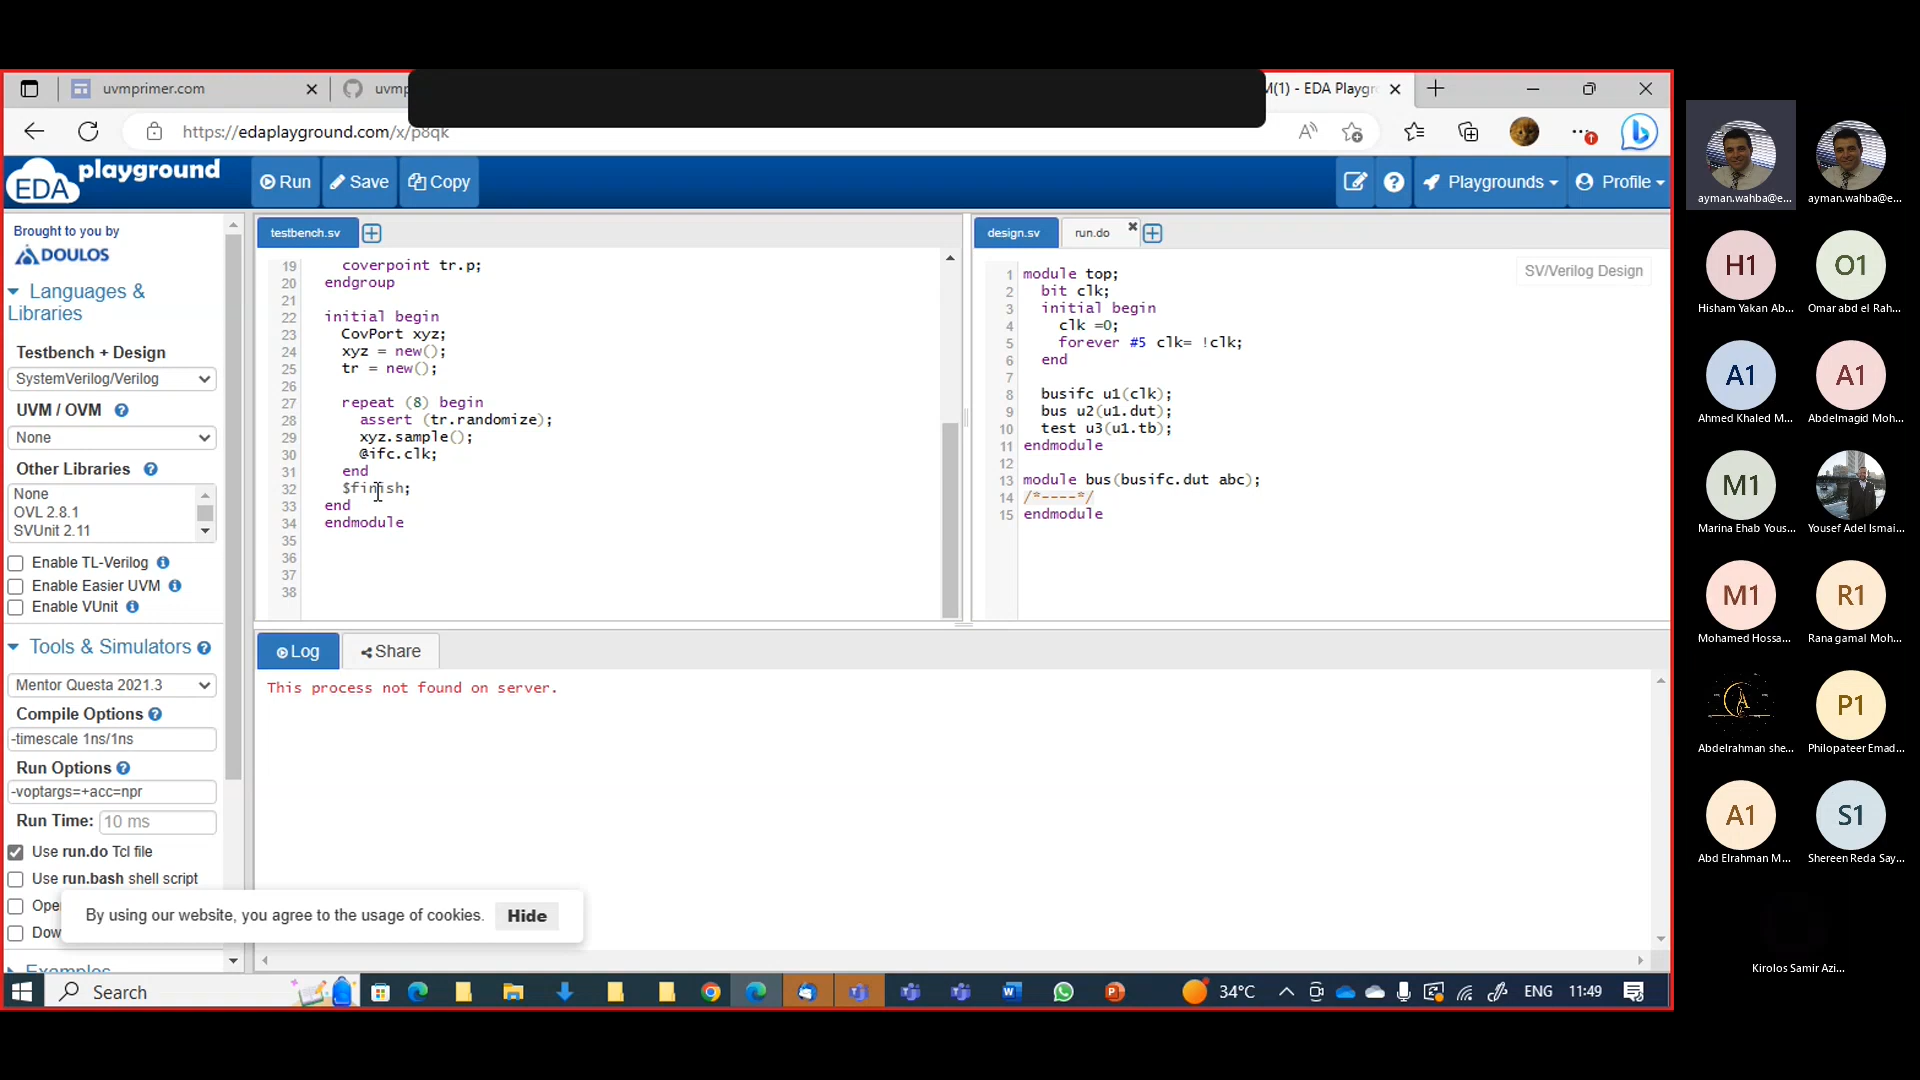 uvmprimer.com
uvmp
M(1) - EDA Playgr
https://edaplayground.com/x/p8qk
EDA playground
Run
Save
Copy
Playgrounds
Profile
Brought to you by
DOULOS
Languages &
Libraries
Testbench + Design
SystemVerilog/Verilog
UVM / OVM
None
Other Libraries
None
OVL 2.8.1
SVUnit 2.11
Enable TL-Verilog
Enable Easier UVM
Enable VUnit
Tools & Simulators
Mentor Questa 2021.3
Compile Options
-timescale 1ns/1ns
Run Options
-voptargs=+acc=npr
Run Time: 10 ms
Use run.do Tcl file
Use run.bash shell script
Ope
Dow
Examples
testbench.sv
19 coverpoint tr.p;
20 endgroup
21
22 initial begin
23 CovPort xyz;
24 xyz = new();
25 tr = new();
26
27 repeat (8) begin
28 assert (tr.randomize);
29 xyz.sample();
30 @ifc.clk;
31 end
32 $finish;
33 end
34 endmodule
35
36
37
38
design.sv
run.do
SV/Verilog Design
1 module top;
2 bit clk;
3 initial begin
4 clk =0;
5 forever #5 clk= !clk;
6 end
7
8 busifc u1(clk);
9 bus u2(u1.dut);
10 test u3(u1.tb);
11 endmodule
12
13 module bus(busifc.dut abc);
14 /*----*/
15 endmodule
Log
Share
This process not found on server.
By using our website, you agree to the usage of cookies.
Hide
Search
34°C
ENG
11:49
ayman.wahba@e...
ayman.wahba@e...
H1
Hisham Yakan Ab...
O1
Omar abd el Rah...
A1
Ahmed Khaled M...
A1
Abdelmagid Moh...
M1
Marina Ehab Yous...
Yousef Adel Ismai...
M1
Mohamed Hossa...
R1
Rana gamal Moh...
Abdelrahman she...
P1
Philopateer Emad...
A1
Abd Elrahman M...
S1
Shereen Reda Say...
Kirolos Samir Azi...